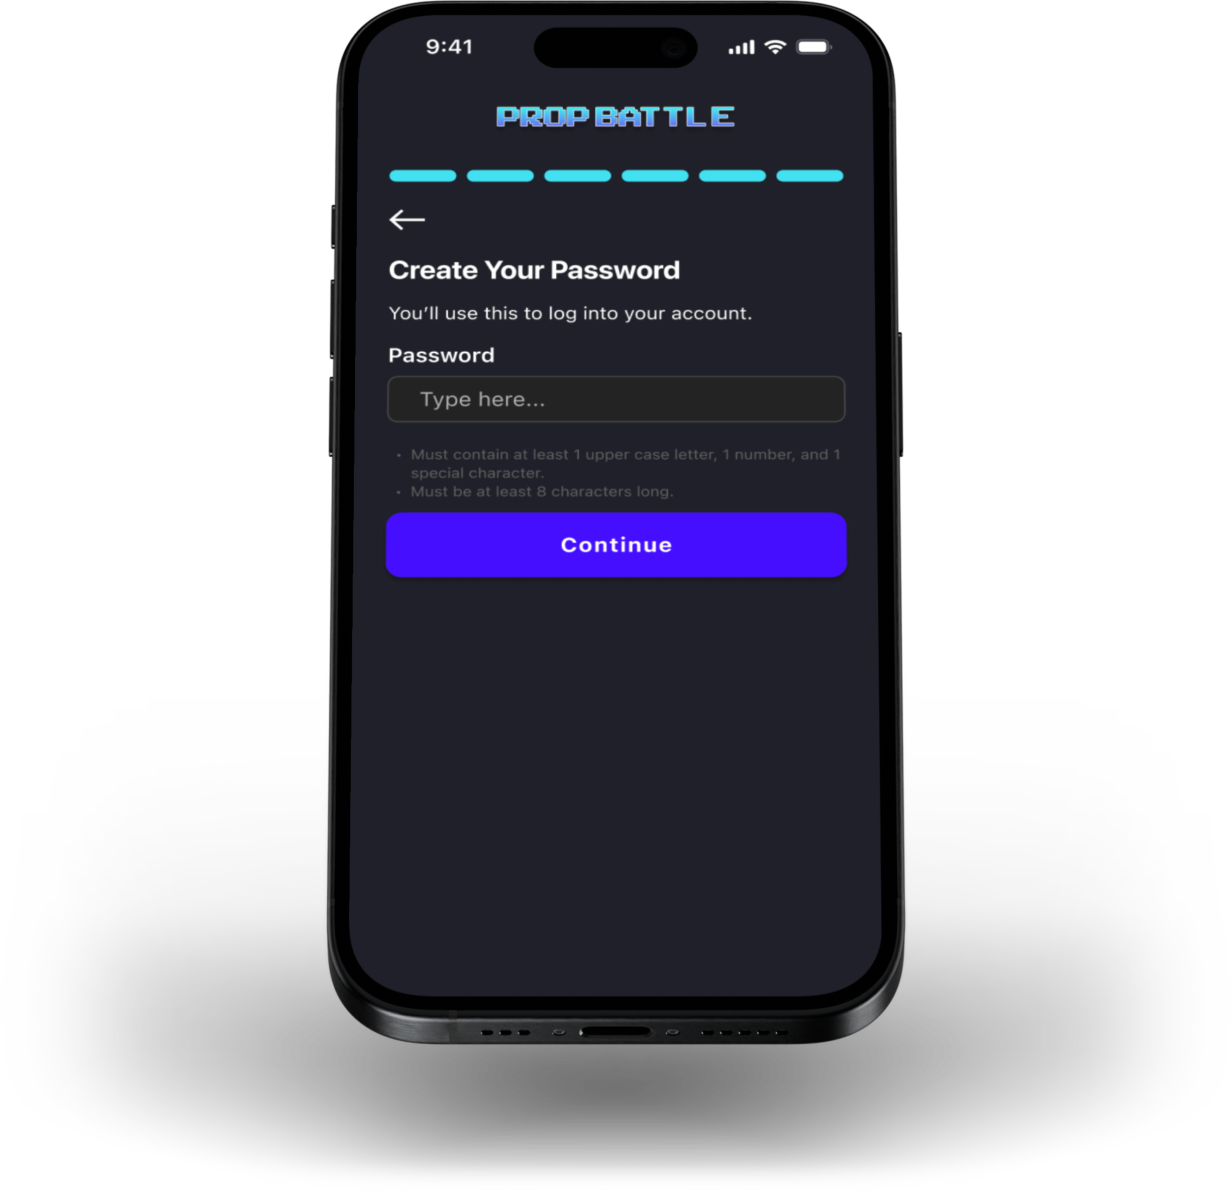 9:41
PROP BATTLE
Create Your Password
You’ll use this to log into your account.
Password
Type here...
• Must contain at least 1 upper case letter, 1 number, and 1
special character.
• Must be at least 8 characters long.
Continue